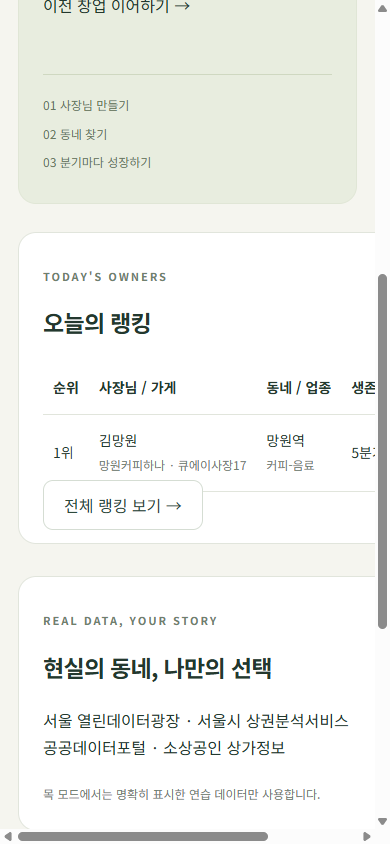 이전 창업 이어하기 →
01 사장님 만들기
02 동네 찾기
03 분기마다 성장하기
TODAY'S OWNERS
오늘의 랭킹
순위 사장님 / 가게 동네 / 업종 생존
1위 김망원 망원역 5분기
망원커피하나 · 큐에이사장17 커피-음료
전체 랭킹 보기 →
REAL DATA, YOUR STORY
현실의 동네, 나만의 선택
서울 열린데이터광장 · 서울시 상권분석서비스
공공데이터포털 · 소상공인 상가정보
목 모드에서는 명확히 표시한 연습 데이터만 사용합니다.